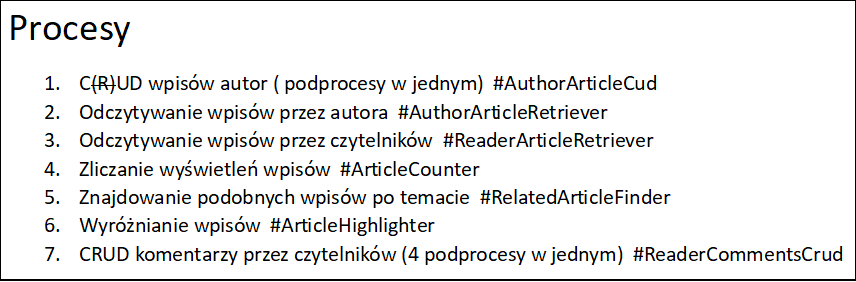 Procesy
1. C(R)UD wpisów autor ( podprocesy w jednym) #AuthorArticleCud
2. Odczytywanie wpisów przez autora #AuthorArticleRetriever
3. Odczytywanie wpisów przez czytelników #ReaderArticleRetriever
4. Zliczanie wyświetleń wpisów #ArticleCounter
5. Znajdowanie podobnych wpisów po temacie #RelatedArticleFinder
6. Wyróżnianie wpisów #ArticleHighlighter
7. CRUD komentarzy przez czytelników (4 podprocesy w jednym) #ReaderCommentsCrud